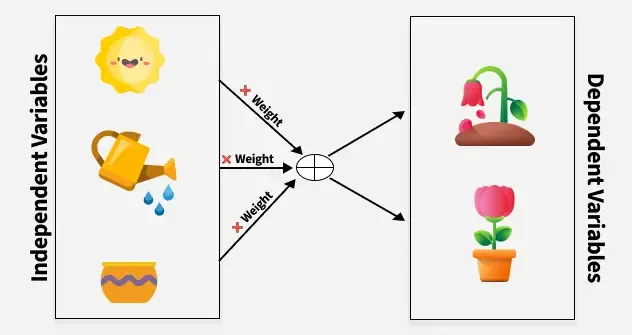 Independent Variables
× Weight
× Weight
× Weight
Dependent Variables